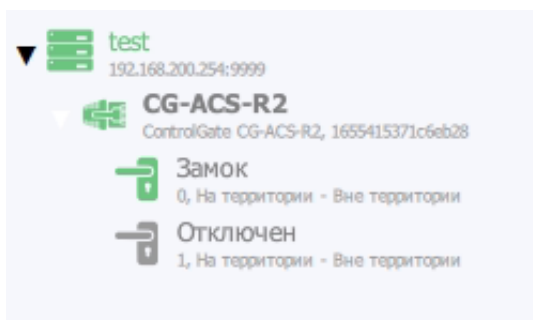 test
192.168.200.254:9999
CG-ACS-R2
ControlGate CG-ACS-R2, 1655415371c6eb28
Замок
0, На территории - Вне территории
Отключен
1, На территории - Вне территории